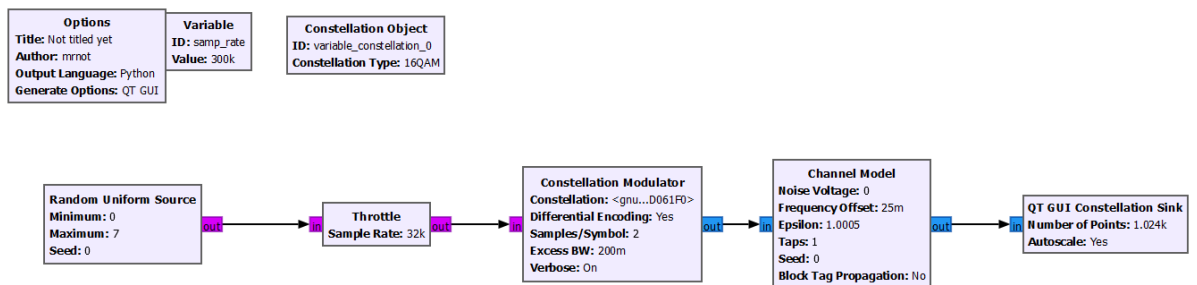 Options
Title: Not titled yet
Author: mrnot
Output Language: Python
Generate Options: QT GUI
Variable
ID: samp_rate
Value: 300k
Constellation Object
ID: variable_constellation_0
Constellation Type: 16QAM
Random Uniform Source
Minimum: 0
Maximum: 7
Seed: 0
out
in
Throttle
Sample Rate: 32k
out
in
Constellation Modulator
Constellation: <gnu...D061F0>
Differential Encoding: Yes
Samples/Symbol: 2
Excess BW: 200m
Verbose: On
out
in
Channel Model
Noise Voltage: 0
Frequency Offset: 25m
Epsilon: 1.0005
Taps: 1
Seed: 0
Block Tag Propagation: No
out
in
QT GUI Constellation Sink
Number of Points: 1.024k
Autoscale: Yes